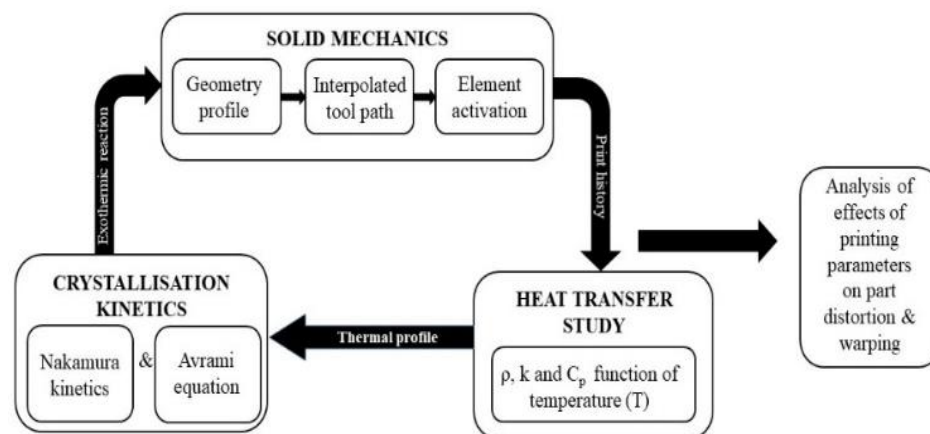 SOLID MECHANICS
Geometry
profile
Interpolated
tool path
Element
activation
Exothermic reaction
Print history
Analysis of
effects of
printing
parameters
on part
distortion &
warping
CRYSTALLISATION
KINETICS
Nakamura
kinetics
&
Avrami
equation
Thermal profile
HEAT TRANSFER
STUDY
ρ, k and Cₚ function of
temperature (T)